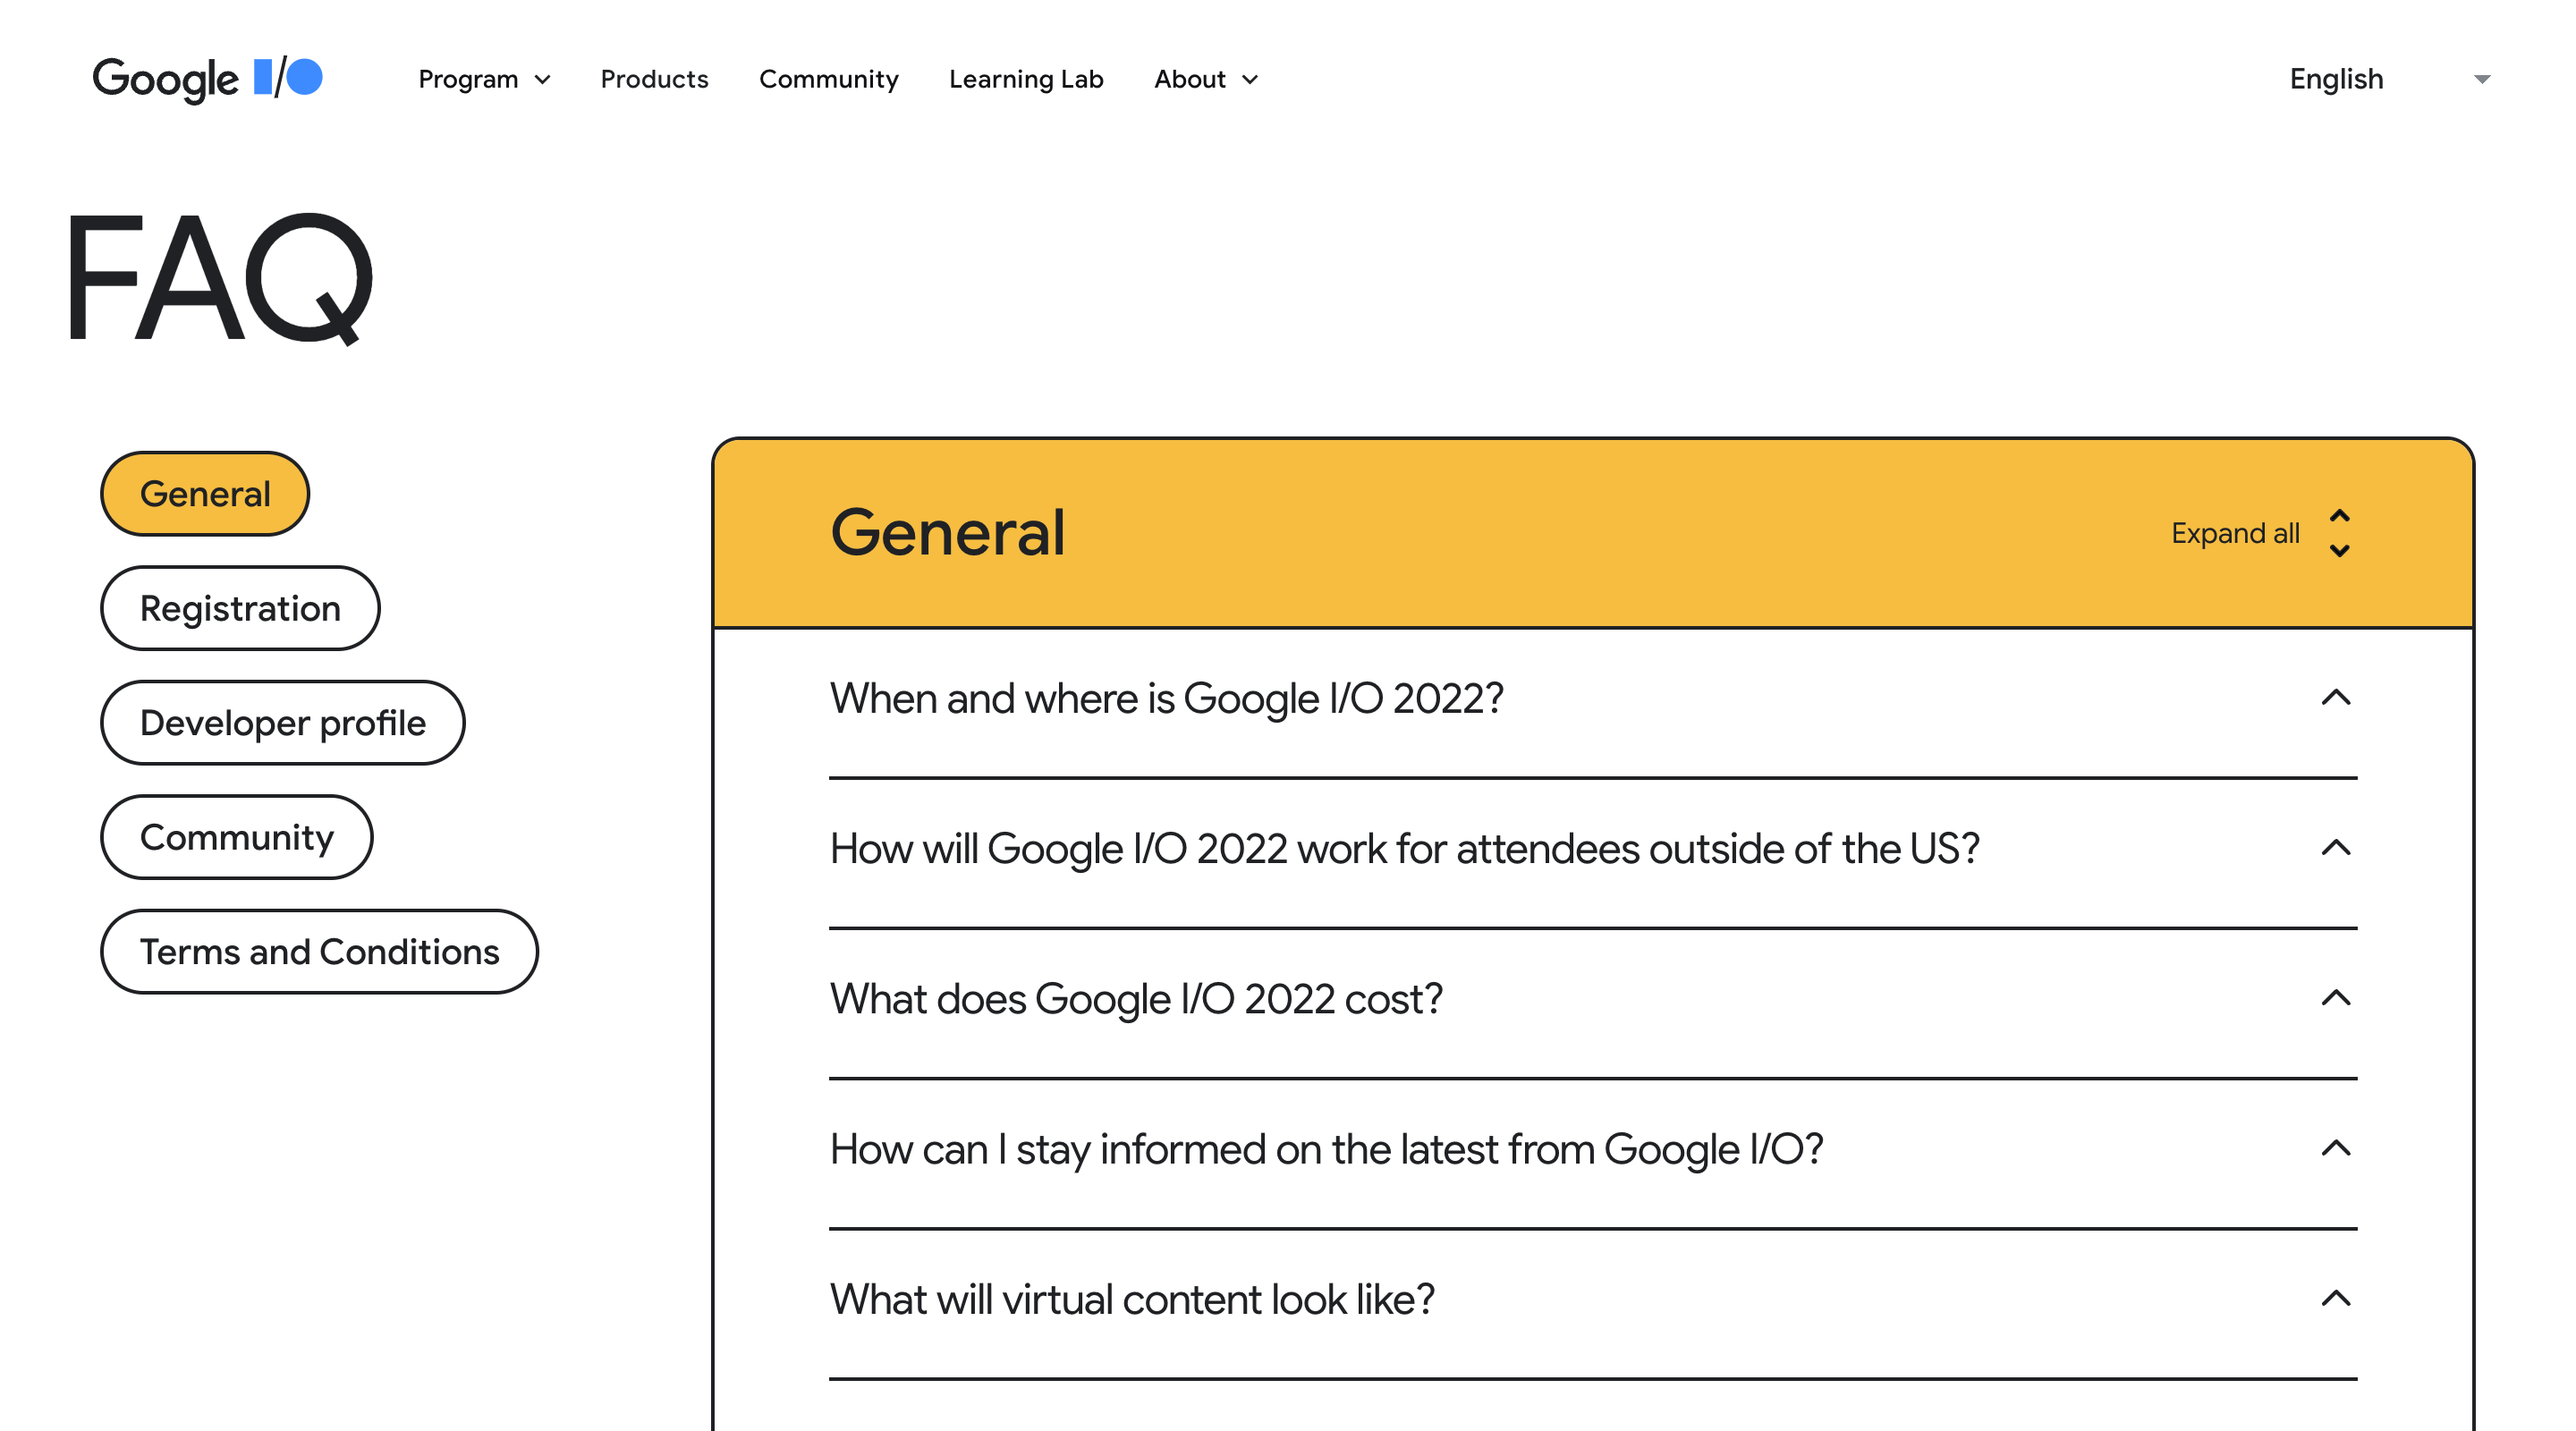 Google I/O
Program
Products
Community
Learning Lab
About
English
FAQ
General
Registration
Developer profile
Community
Terms and Conditions
General
Expand all
When and where is Google I/O 2022?
How will Google I/O 2022 work for attendees outside of the US?
What does Google I/O 2022 cost?
How can I stay informed on the latest from Google I/O?
What will virtual content look like?